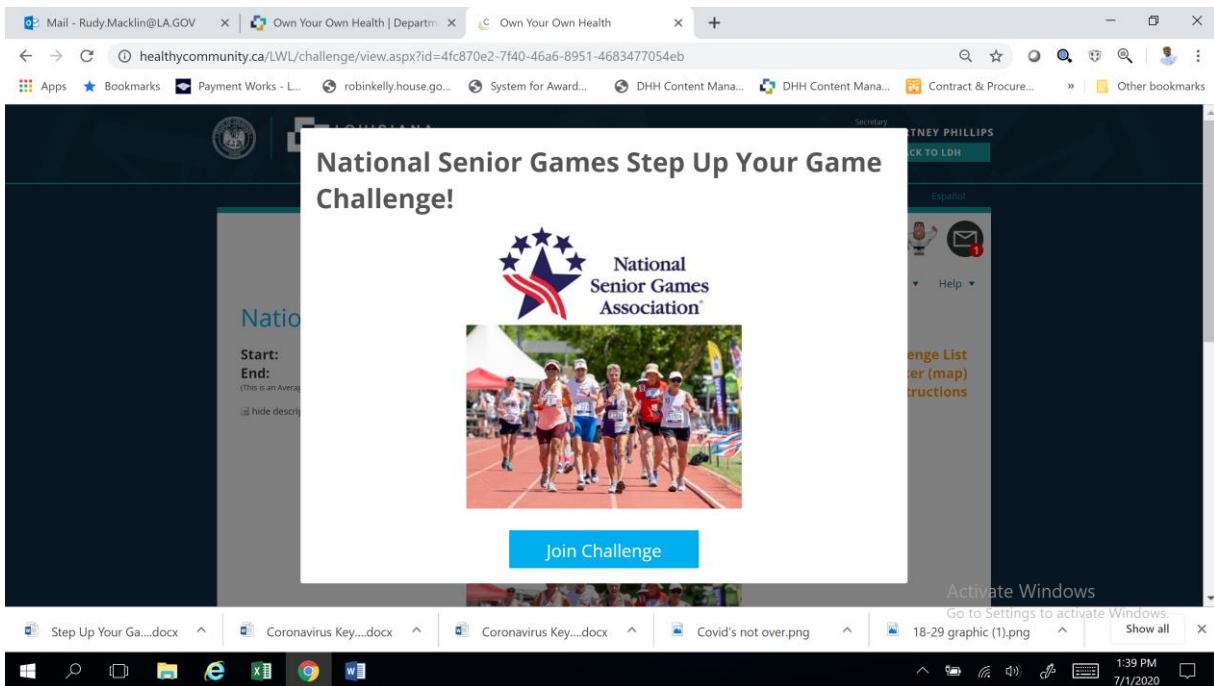 Mail - Rudy.Macklin@LA.GOV
Own Your Own Health | Departm
Own Your Own Health
healthycommunity.ca/LWL/challenge/view.aspx?id=4fc870e2-7f40-46a6-8951-4683477054eb
Apps
Bookmarks
Payment Works - L...
robinkelly.house.go...
System for Award...
DHH Content Mana...
DHH Content Mana...
Contract & Procure...
»
Other bookmarks
Secretary
RTNEY PHILLIPS
CK TO LDH
Español
National Senior Games Step Up Your Game
Challenge!
National
Senior Games
Association
1
Help
Natio
Start:
End:
(This is an Averag
hide descrip
enge List
er (map)
tructions
Join Challenge
Activate Windows
Go to Settings to activate Windows.
Step Up Your Ga....docx
Coronavirus Key....docx
Coronavirus Key....docx
Covid's not over.png
18-29 graphic (1).png
Show all
1:39 PM
7/1/2020